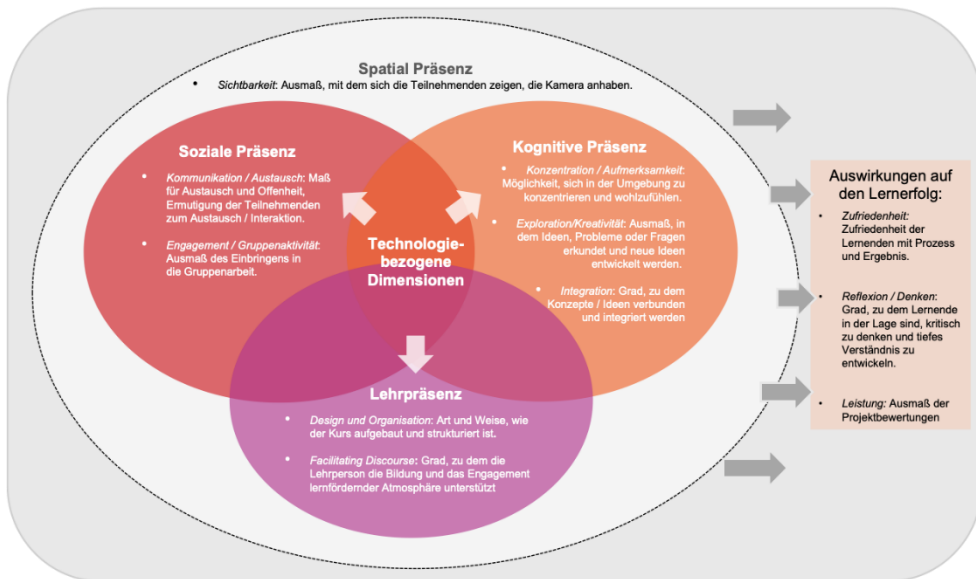 Spatial Präsenz
• Sichtbarkeit: Ausmaß, mit dem sich die Teilnehmenden zeigen, die Kamera anhaben.
Soziale Präsenz
• Kommunikation / Austausch: Maß
für Austausch und Offenheit,
Ermutigung der Teilnehmenden
zum Austausch / Interaktion.
• Engagement / Gruppenaktivität:
Ausmaß des Einbringens in
die Gruppenarbeit.
Kognitive Präsenz
• Konzentration / Aufmerksamkeit:
Möglichkeit, sich in der Umgebung zu
konzentrieren und wohlzufühlen.
• Exploration/Kreativität: Ausmaß, in
dem Ideen, Probleme oder Fragen
erkundet und neue Ideen
entwickelt werden.
• Integration: Grad, zu dem
Konzepte / Ideen verbunden
und integriert werden
Technologie-
bezogene
Dimensionen
Lehrpräsenz
• Design und Organisation: Art und Weise, wie
der Kurs aufgebaut und strukturiert ist.
• Facilitating Discourse: Grad, zu dem die
Lehrperson die Bildung und das Engagement
lernfördernder Atmosphäre unterstützt
Auswirkungen auf
den Lernerfolg:
• Zufriedenheit:
Zufriedenheit der
Lernenden mit Prozess
und Ergebnis.
• Reflexion / Denken:
Grad, zu dem Lernende
in der Lage sind, kritisch
zu denken und tiefes
Verständnis zu
entwickeln.
• Leistung: Ausmaß der
Projektbewertungen